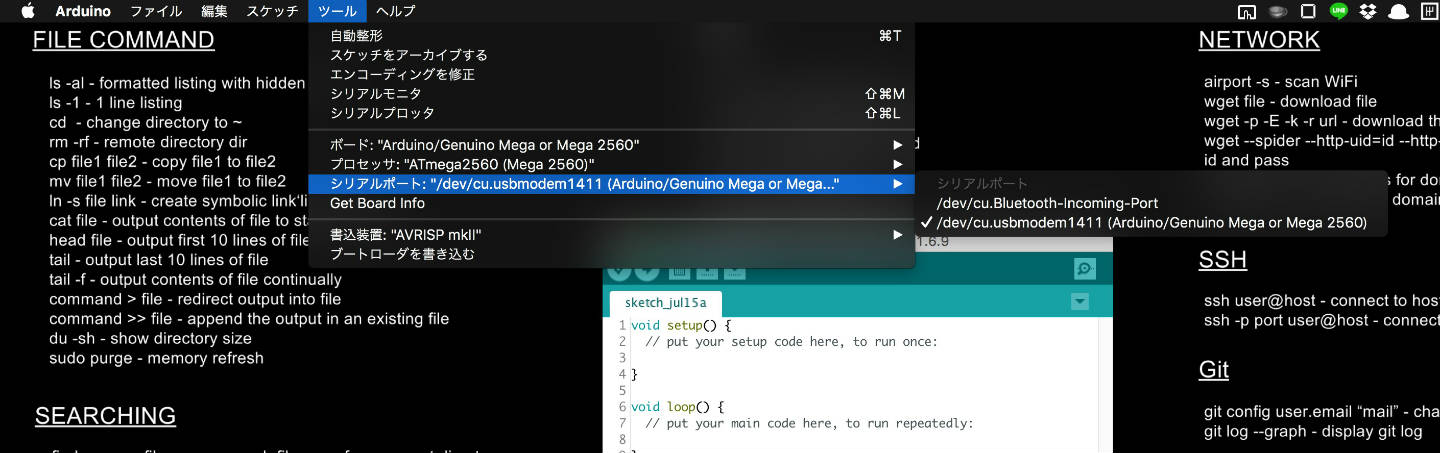 Arduino ファイル 編集 スケッチ ツール ヘルプ
LINE
FILE COMMAND
ls -al - formatted listing with hidden
ls -1 - 1 line listing
cd - change directory to ~
rm -rf - remote directory dir
cp file1 file2 - copy file1 to file2
mv file1 file2 - move file1 to file2
ln -s file link - create symbolic link'li
cat file - output contents of file to sta
head file - output first 10 lines of file
tail - output last 10 lines of file
tail -f - output contents of file continually
command > file - redirect output into file
command >> file - append the output in an existing file
du -sh - show directory size
sudo purge - memory refresh
SEARCHING
自動整形 ⌘T
スケッチをアーカイブする
エンコーディングを修正
シリアルモニタ ⇧⌘M
シリアルプロッタ ⇧⌘L
ボード: "Arduino/Genuino Mega or Mega 2560"
プロセッサ: "ATmega2560 (Mega 2560)"
シリアルポート: "/dev/cu.usbmodem1411 (Arduino/Genuino Mega or Mega..."
Get Board Info
書込装置: "AVRISP mkII"
ブートローダを書き込む
シリアルポート
/dev/cu.Bluetooth-Incoming-Port
✓ /dev/cu.usbmodem1411 (Arduino/Genuino Mega or Mega 2560)
1.6.9
sketch_jul15a
1 void setup() {
2 // put your setup code here, to run once:
3
4 }
5
6 void loop() {
7 // put your main code here, to run repeatedly:
8
NETWORK
airport -s - scan WiFi
wget file - download file
wget -p -E -k -r url - download th
wget --spider --http-uid=id --http-
id and pass
s for do
domain
SSH
ssh user@host - connect to host
ssh -p port user@host - connect
Git
git config user.email “mail” - cha
git log --graph - display git log